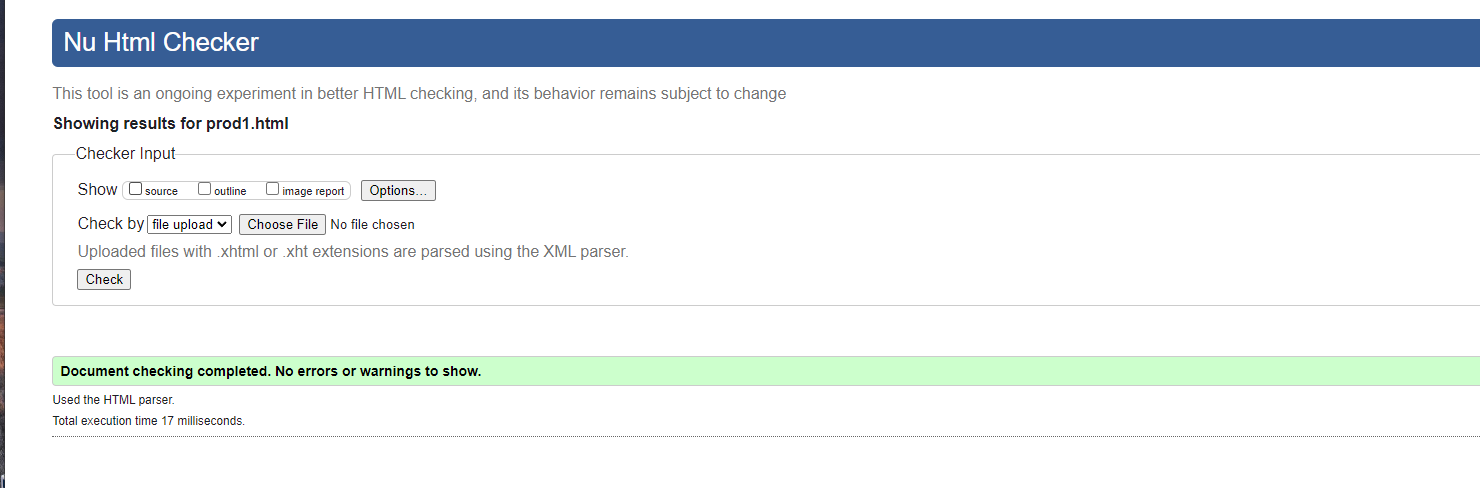 Nu Html Checker
This tool is an ongoing experiment in better HTML checking, and its behavior remains subject to change
Showing results for prod1.html
Checker Input
Show source outline image report Options...
Check by file upload Choose File No file chosen
Uploaded files with .xhtml or .xht extensions are parsed using the XML parser.
Check
Document checking completed. No errors or warnings to show.
Used the HTML parser.
Total execution time 17 milliseconds.